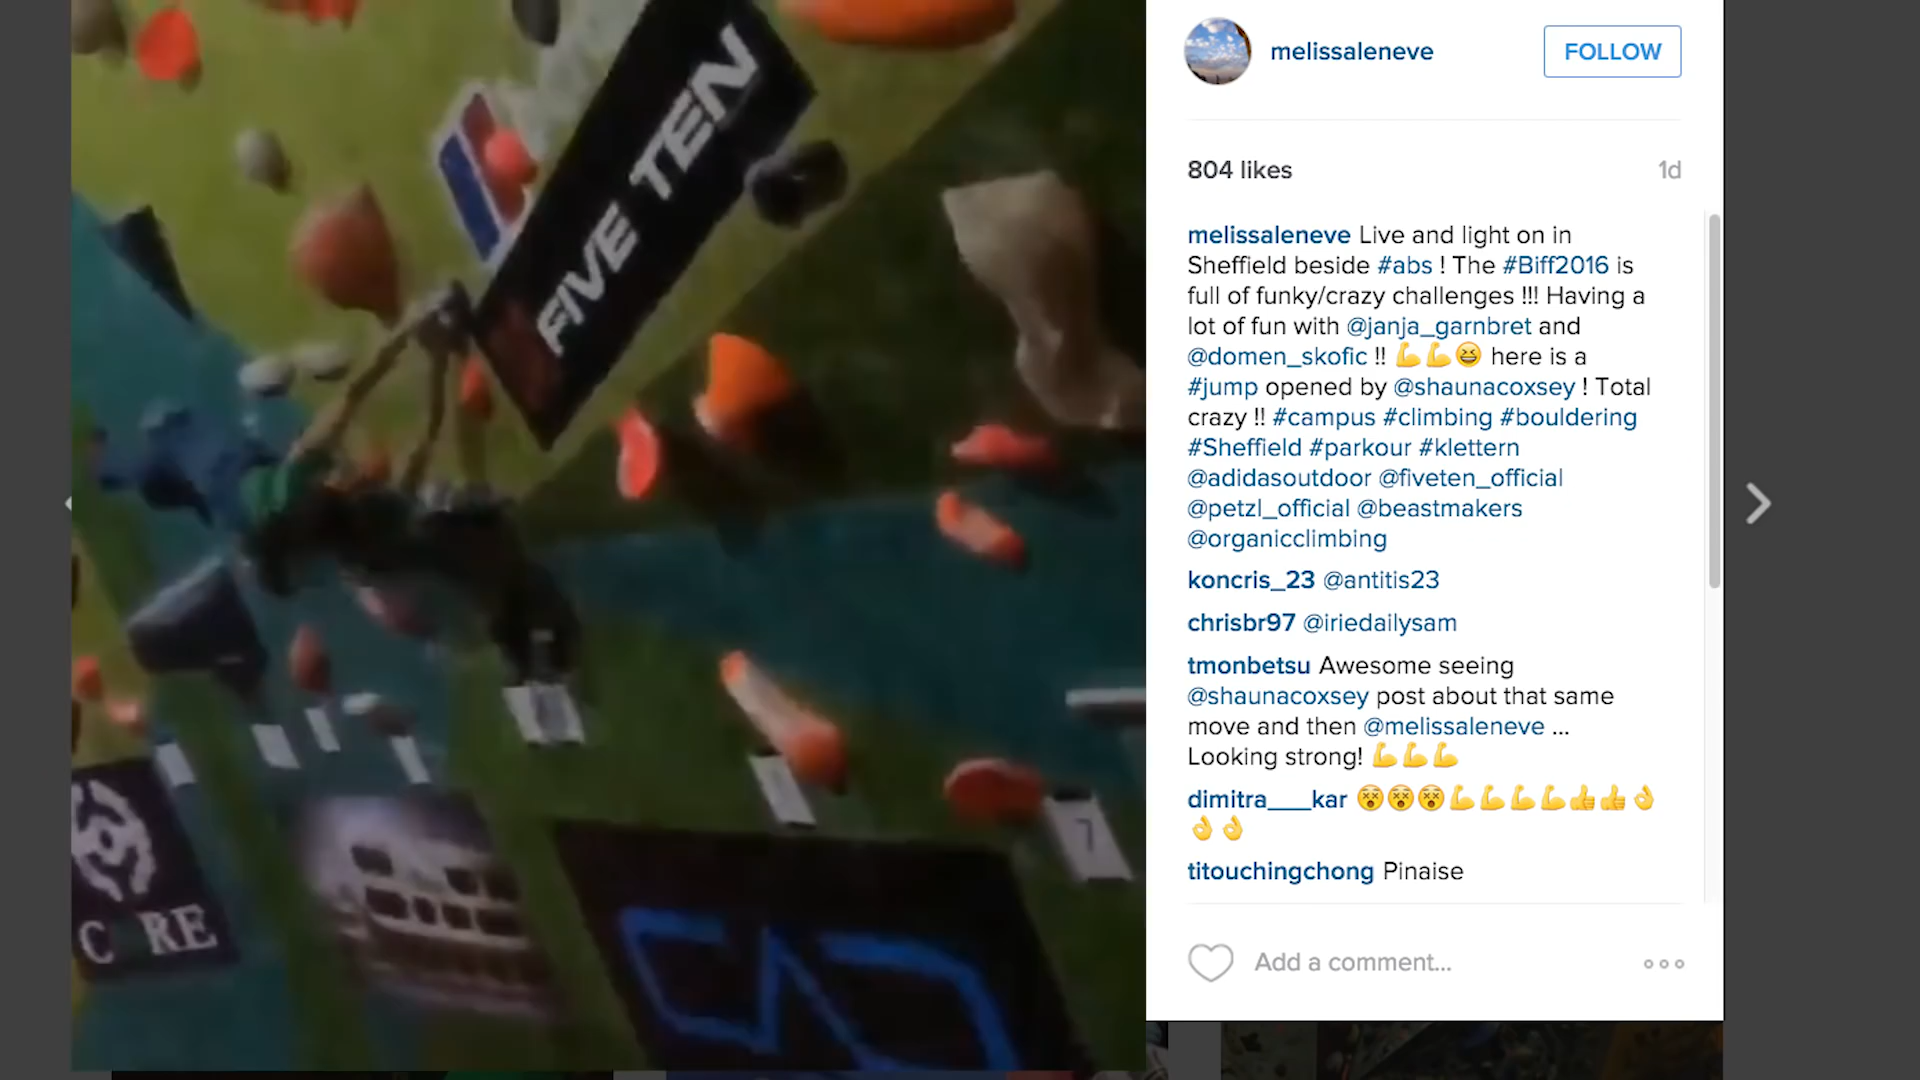 FIVE TEN
C RE
7
melissaleneve
FOLLOW
804 likes
1d
melissaleneve Live and light on in
Sheffield beside #abs ! The #Biff2016 is
full of funky/crazy challenges !!! Having a
lot of fun with @janja_garnbret and
@domen_skofic !! 💪💪😆 here is a
#jump opened by @shaunacoxsey ! Total
crazy !! #campus #climbing #bouldering
#Sheffield #parkour #klettern
@adidasoutdoor @fiveten_official
@petzl_official @beastmakers
@organicclimbing
koncris_23 @antitis23
chrisbr97 @iriedailysam
tmonbetsu Awesome seeing
@shaunacoxsey post about that same
move and then @melissaleneve ...
Looking strong! 💪💪💪
dimitra___kar 😵😵😵💪💪💪💪👍👍👌
👌👌
titouchingchong Pinaise
Add a comment...